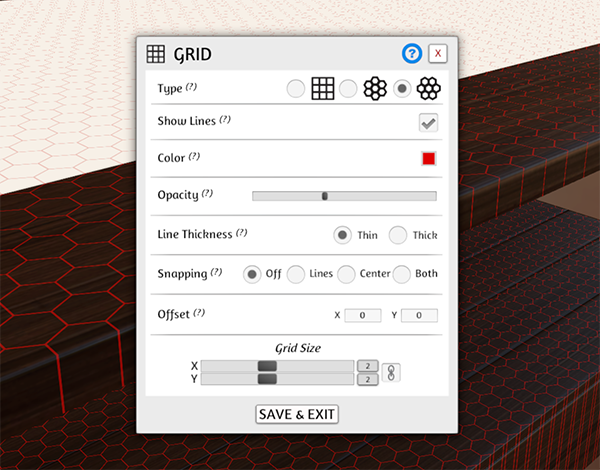 GRID ? X
Type (?)
Show Lines (?)
Color (?)
Opacity (?)
Line Thickness (?) Thin Thick
Snapping (?) Off Lines Center Both
Offset (?) X 0 Y 0
Grid Size
X 2
Y 2
SAVE & EXIT